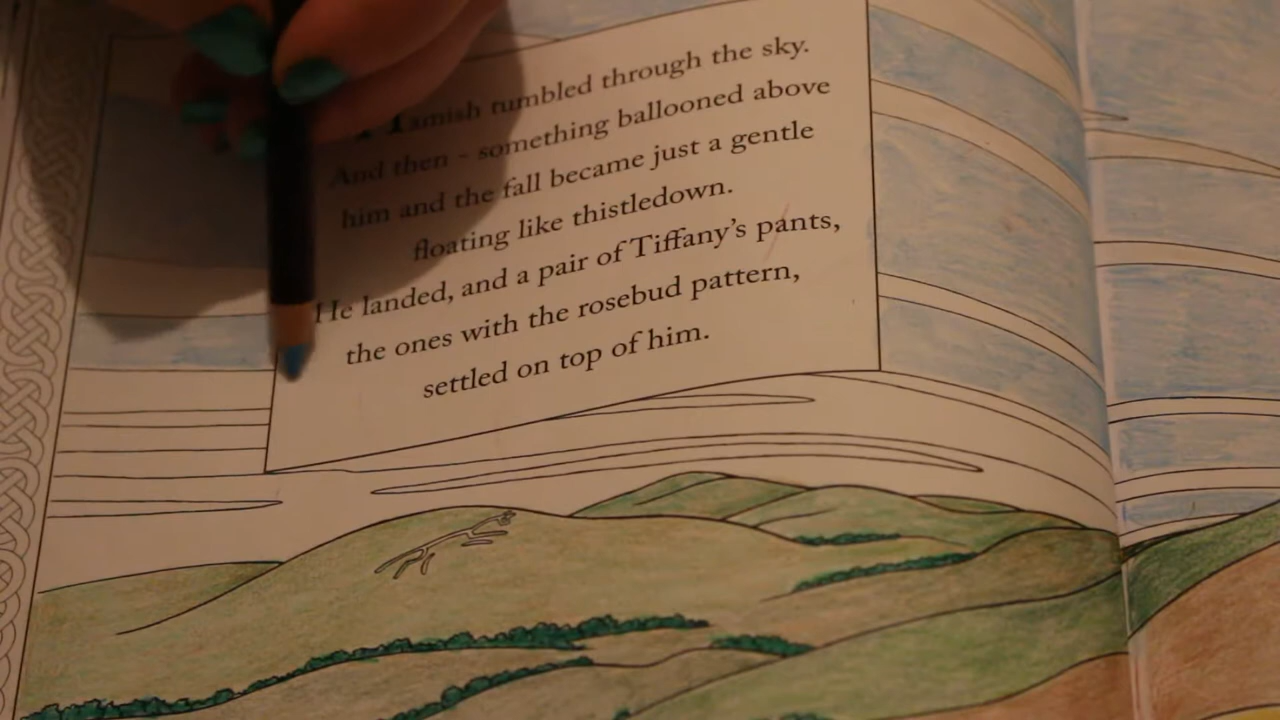 Hamish tumbled through the sky.
And then – something ballooned above
him and the fall became just a gentle
floating like thistledown.
He landed, and a pair of Tiffany's pants,
the ones with the rosebud pattern,
settled on top of him.